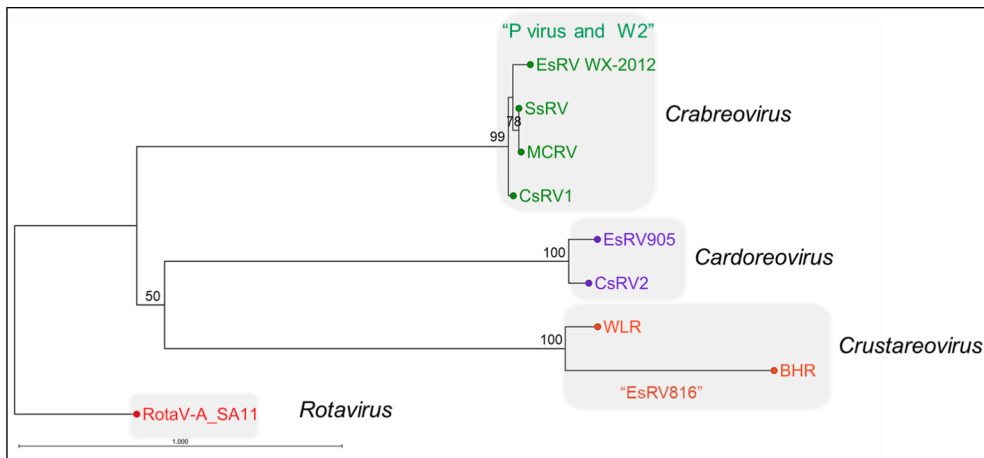 “P virus and W2”
EsRV WX-2012
SsRV
78
Crabreovirus
99
MCRV
CsRV1
EsRV905
100
Cardoreovirus
CsRV2
50
WLR
100
Crustareovirus
BHR
“EsRV816”
RotaV-A_SA11
Rotavirus
1.000